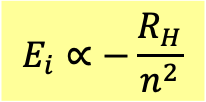 E_i ∝ − R_H / n^2